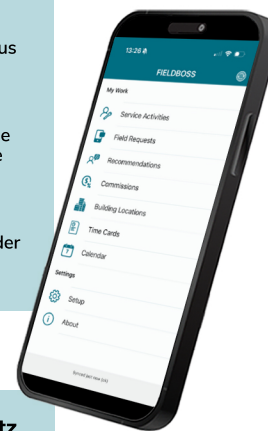 us
e
e
der
tz
13:26
FIELDBOSS
My Work
Service Activities
Field Requests
Recommendations
Commissions
Building Locations
Time Cards
Calendar
Settings
Setup
About